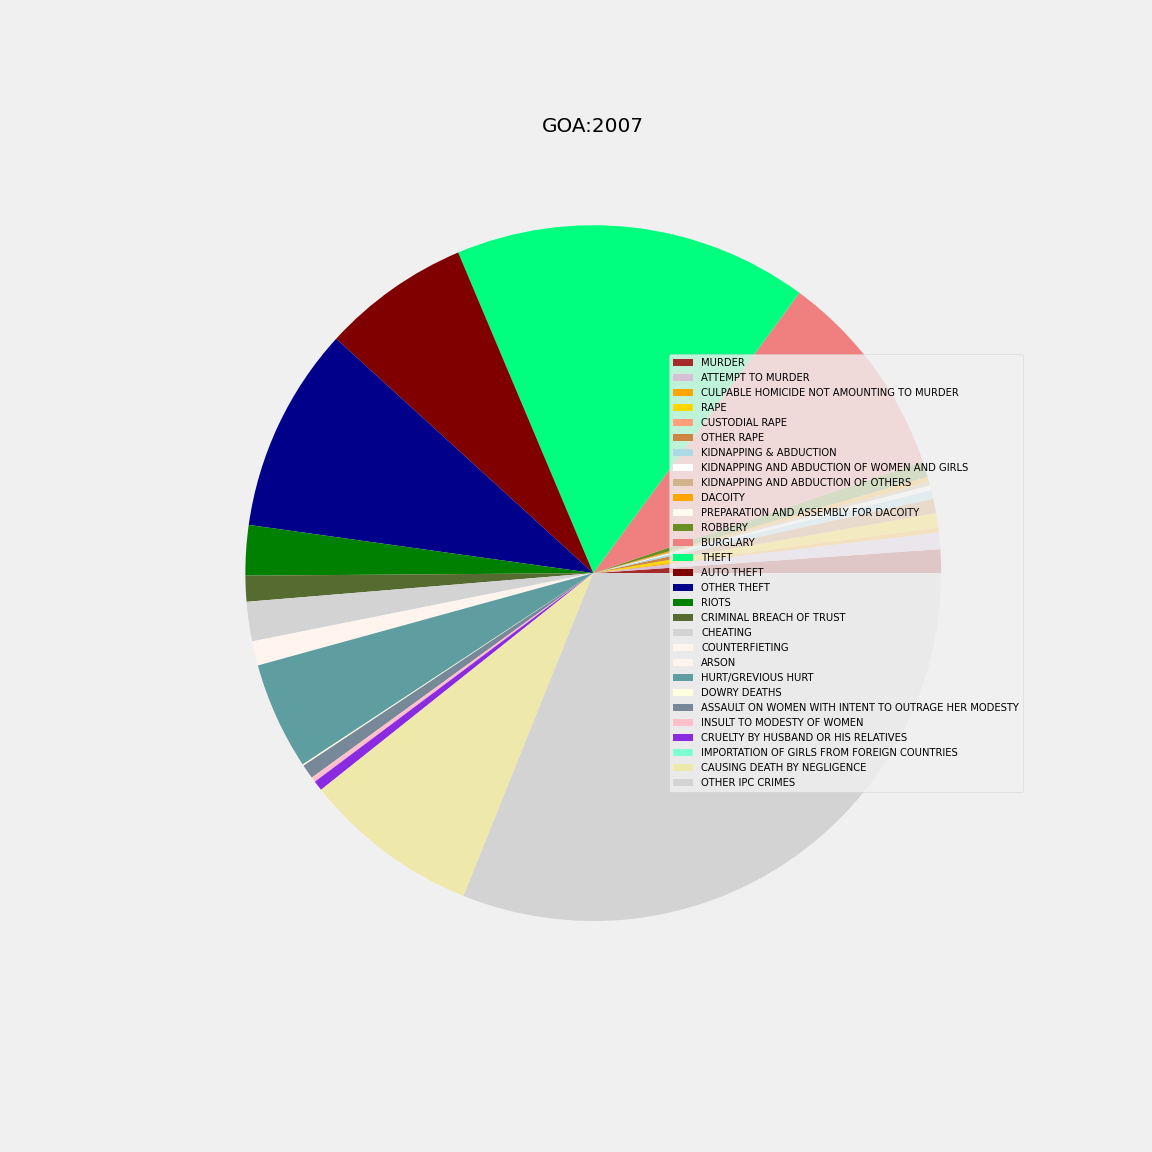 GOA:2007
MURDER
ATTEMPT TO MURDER
CULPABLE HOMICIDE NOT AMOUNTING TO MURDER
RAPE
CUSTODIAL RAPE
OTHER RAPE
KIDNAPPING & ABDUCTION
KIDNAPPING AND ABDUCTION OF WOMEN AND GIRLS
KIDNAPPING AND ABDUCTION OF OTHERS
DACOITY
PREPARATION AND ASSEMBLY FOR DACOITY
ROBBERY
BURGLARY
THEFT
AUTO THEFT
OTHER THEFT
RIOTS
CRIMINAL BREACH OF TRUST
CHEATING
COUNTERFIETING
ARSON
HURT/GREVIOUS HURT
DOWRY DEATHS
ASSAULT ON WOMEN WITH INTENT TO OUTRAGE HER MODESTY
INSULT TO MODESTY OF WOMEN
CRUELTY BY HUSBAND OR HIS RELATIVES
IMPORTATION OF GIRLS FROM FOREIGN COUNTRIES
CAUSING DEATH BY NEGLIGENCE
OTHER IPC CRIMES